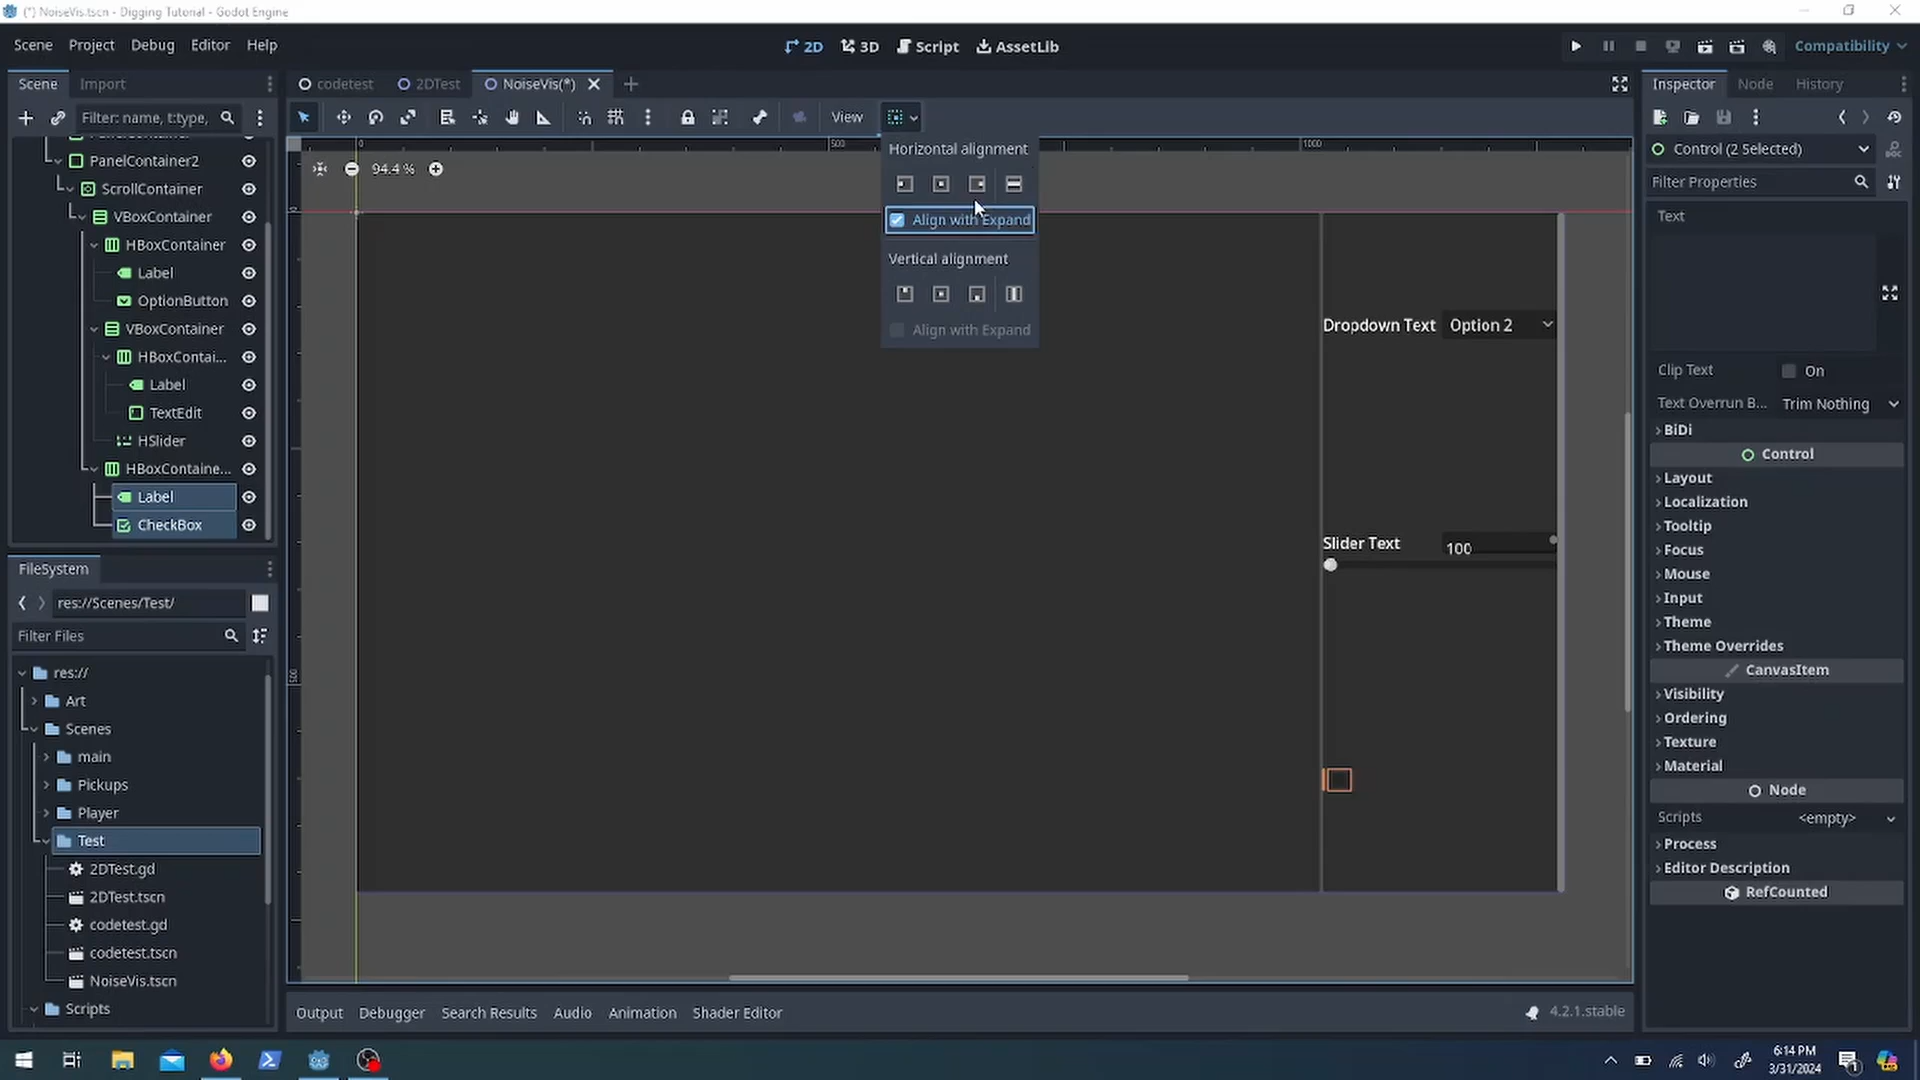 (*) NoiseVis.tscn - Digging Tutorial - Godot Engine
Scene Project Debug Editor Help
2D 3D Script AssetLib
Compatibility
Scene Import
codetest 2DTest NoiseVis(*)
Inspector Node History
Filter: name, t:type,
View
Horizontal alignment
Align with Expand
Vertical alignment
Align with Expand
94.4 %
0 500 1000
0
500
PanelContainer2
ScrollContainer
VBoxContainer
HBoxContainer
Label
OptionButton
VBoxContainer
HBoxContai...
Label
TextEdit
HSlider
HBoxContaine...
Label
CheckBox
Dropdown Text Option 2
Slider Text 100
Control (2 Selected)
Filter Properties
Text
Clip Text On
Text Overrun B... Trim Nothing
BiDi
Control
Layout
Localization
Tooltip
Focus
Mouse
Input
Theme
Theme Overrides
CanvasItem
Visibility
Ordering
Texture
Material
Node
Scripts <empty>
Process
Editor Description
RefCounted
FileSystem
res://Scenes/Test/
Filter Files
res://
Art
Scenes
main
Pickups
Player
Test
2DTest.gd
2DTest.tscn
codetest.gd
codetest.tscn
NoiseVis.tscn
Scripts
Output Debugger Search Results Audio Animation Shader Editor
4.2.1.stable
6:14 PM
3/31/2024
1